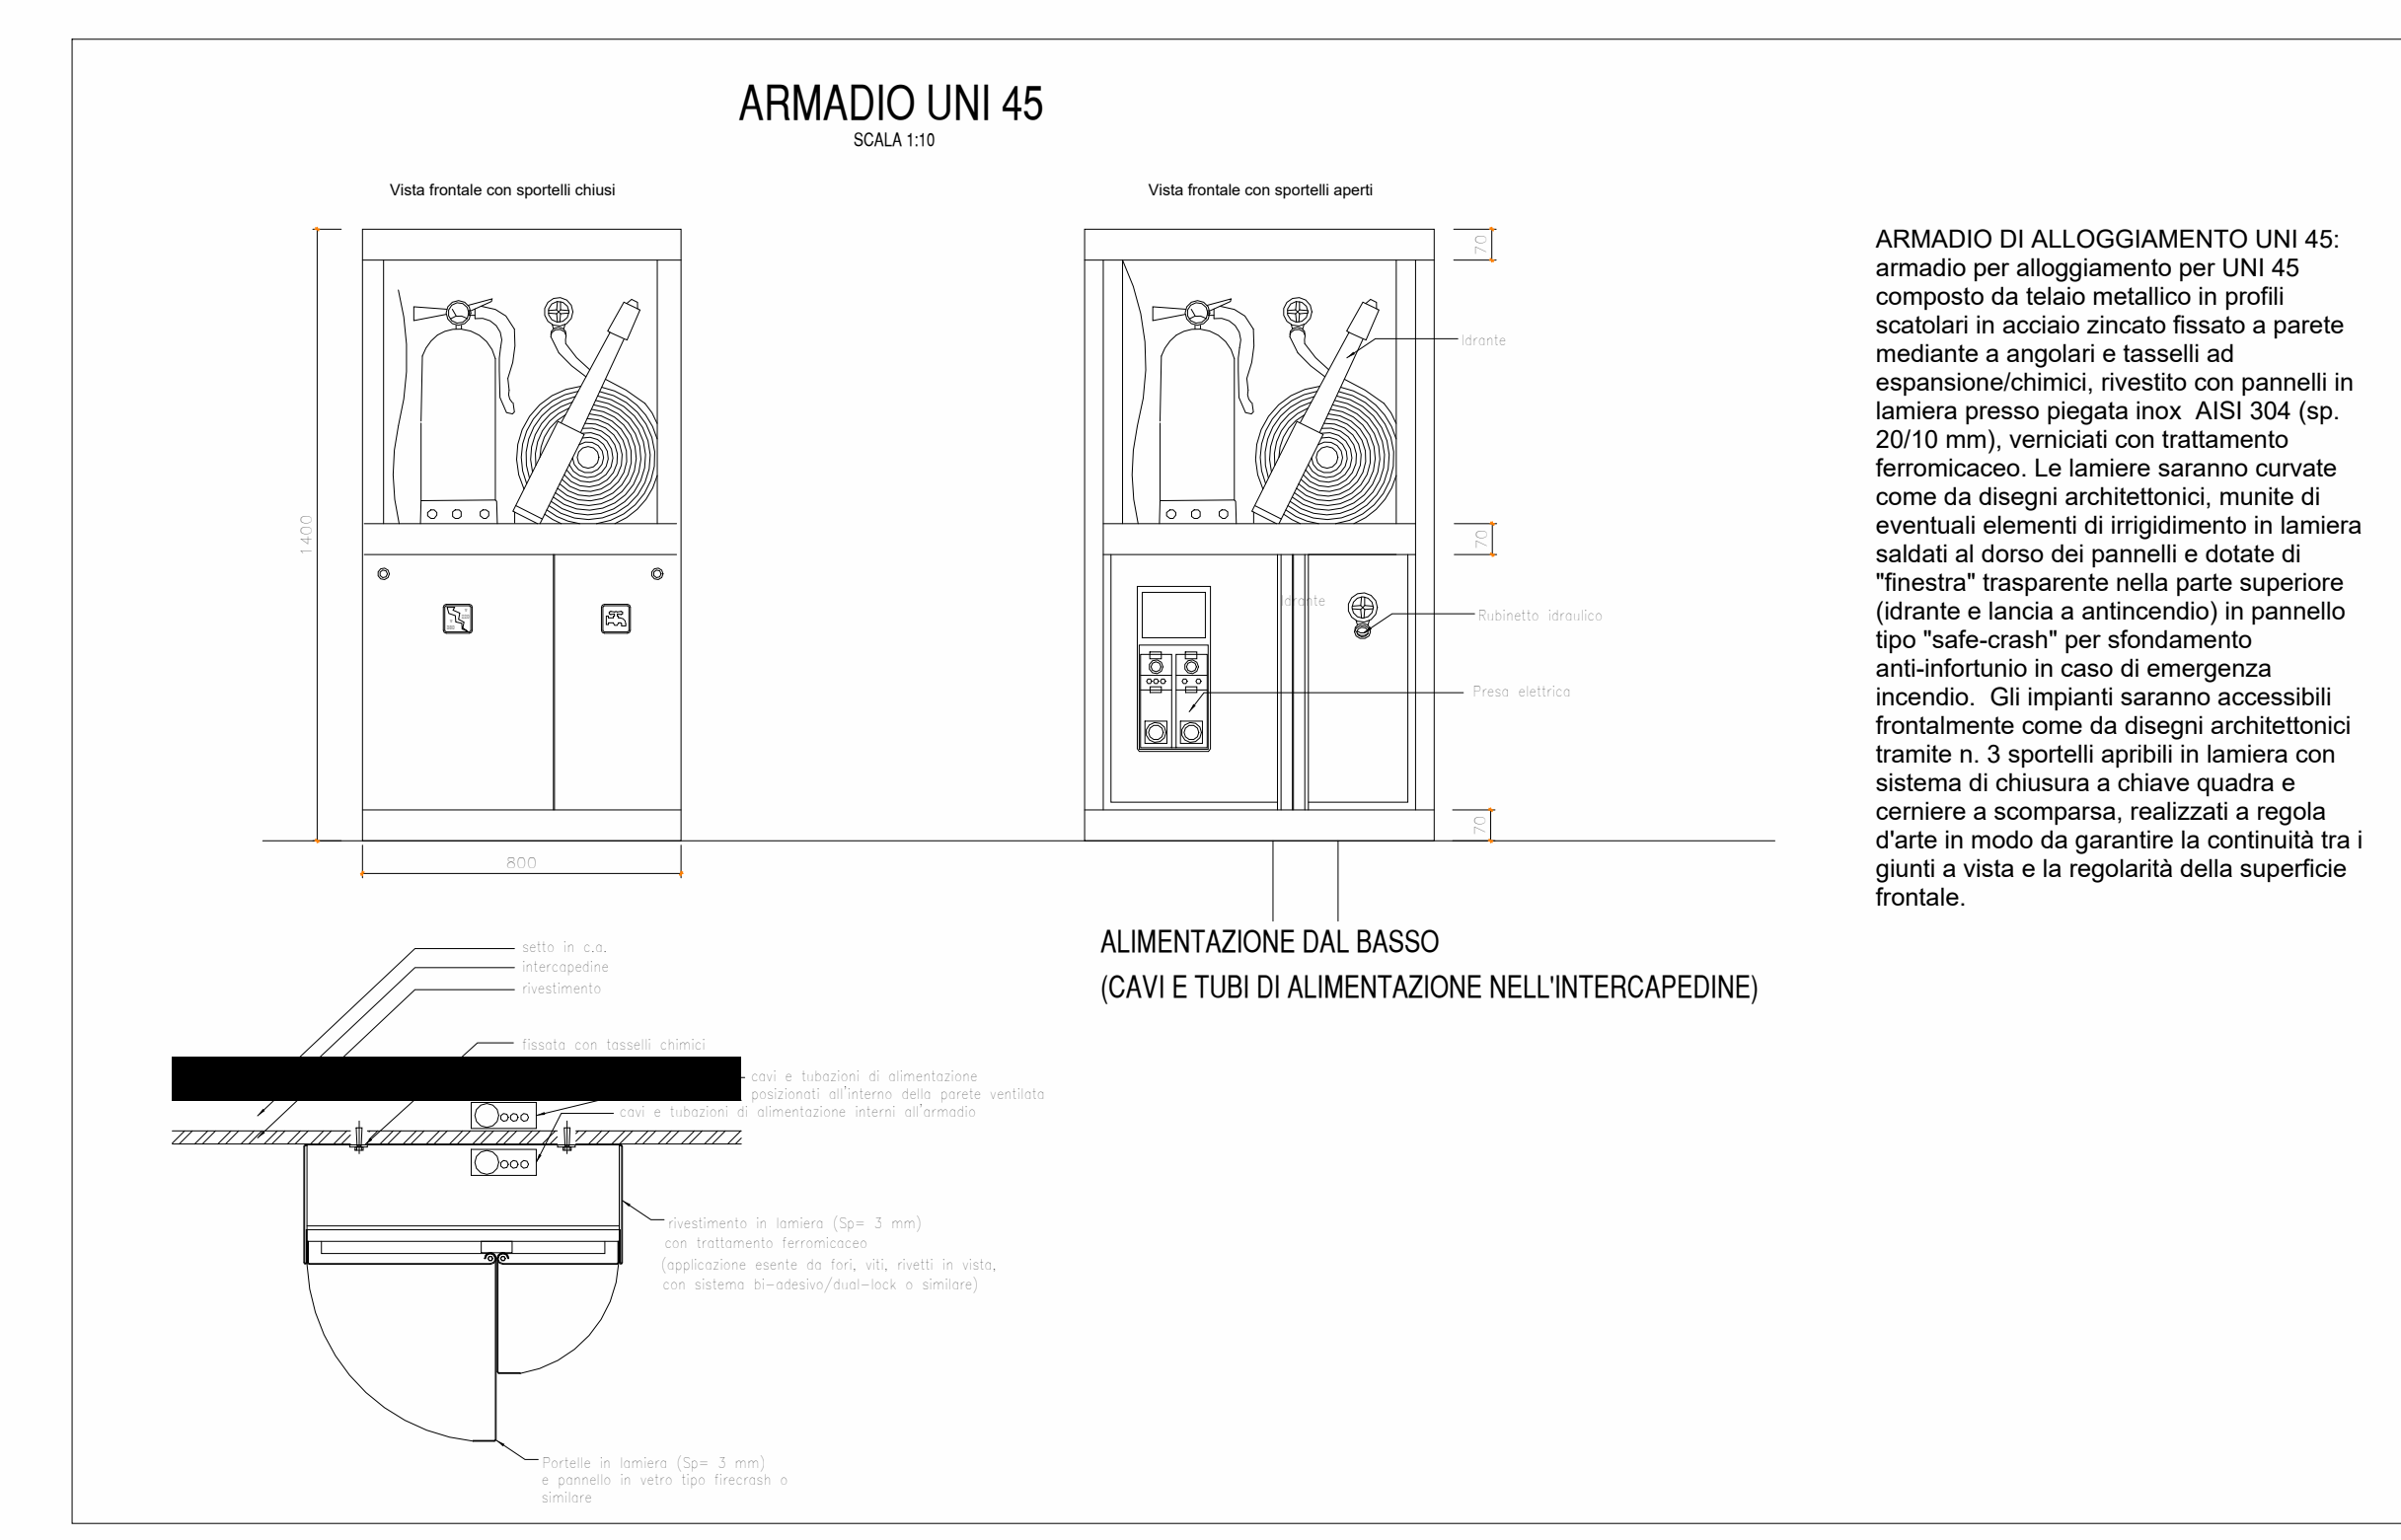 ARMADIO UNI 45
SCALA 1:10
Vista frontale con sportelli chiusi
Vista frontale con sportelli aperti
1400
800
70
70
70
Idrante
Idrante
Rubinetto idraulico
Presa elettrica
ALIMENTAZIONE DAL BASSO
(CAVI E TUBI DI ALIMENTAZIONE NELL'INTERCAPEDINE)
ARMADIO DI ALLOGGIAMENTO UNI 45:
armadio per alloggiamento per UNI 45
composto da telaio metallico in profili
scatolari in acciaio zincato fissato a parete
mediante a angolari e tasselli ad
espansione/chimici, rivestito con pannelli in
lamiera presso piegata inox  AISI 304 (sp.
20/10 mm), verniciati con trattamento
ferromicaceo. Le lamiere saranno curvate
come da disegni architettonici, munite di
eventuali elementi di irrigidimento in lamiera
saldati al dorso dei pannelli e dotate di
"finestra" trasparente nella parte superiore
(idrante e lancia a antincendio) in pannello
tipo "safe-crash" per sfondamento
anti-infortunio in caso di emergenza
incendio.  Gli impianti saranno accessibili
frontalmente come da disegni architettonici
tramite n. 3 sportelli apribili in lamiera con
sistema di chiusura a chiave quadra e
cerniere a scomparsa, realizzati a regola
d'arte in modo da garantire la continuità tra i
giunti a vista e la regolarità della superficie
frontale.
setto in c.a.
intercapedine
rivestimento
fissata con tasselli chimici
cavi e tubazioni di alimentazione
posizionati all'interno della parete ventilata
cavi e tubazioni di alimentazione interni all'armadio
rivestimento in lamiera (Sp= 3 mm)
con trattamento ferromicaceo
(applicazione esente da fori, viti, rivetti in vista,
con sistema bi-adesivo/dual-lock o similare)
Portelle in lamiera (Sp= 3 mm)
e pannello in vetro tipo firecrash o
similare